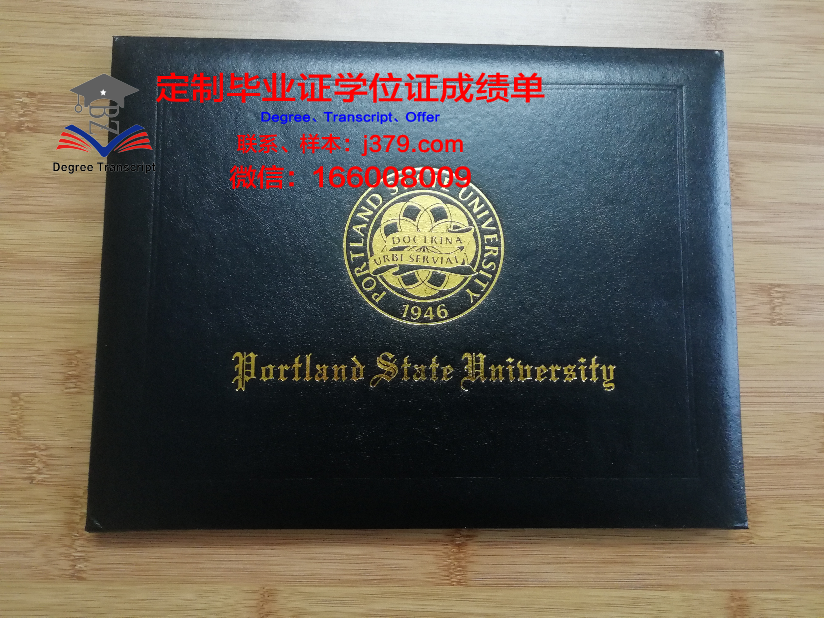 定制毕业证学位证成绩单
Degree、Transcript、Offer
联系、样本：j379.com
微信：166008009
Degree Transcript
PORTLAND STATE UNIVERSITY
DOCTRINA
URBI SERVIAT
1946
Portland State University